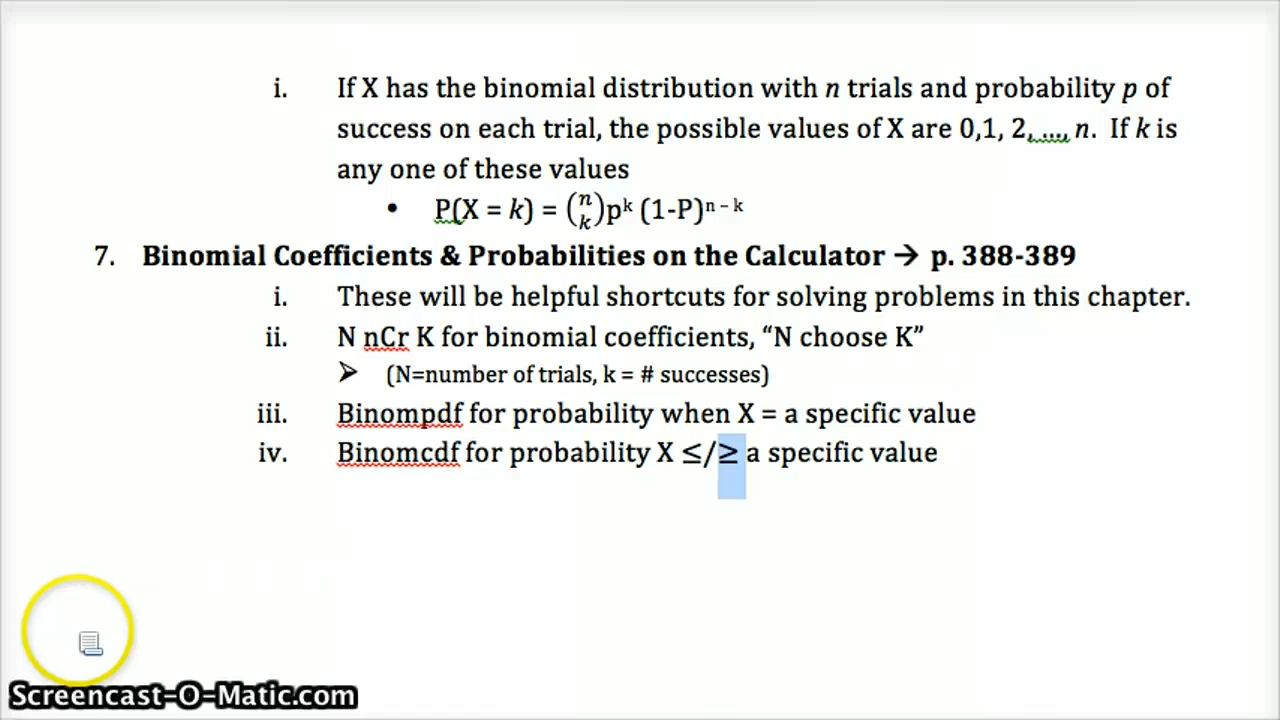 i. If X has the binomial distribution with n trials and probability p of
success on each trial, the possible values of X are 0,1, 2, ..., n. If k is
any one of these values
• P(X = k) = (n k)pᵏ (1-P)ⁿ⁻ᵏ
7. Binomial Coefficients & Probabilities on the Calculator → p. 388-389
i. These will be helpful shortcuts for solving problems in this chapter.
ii. N nCr K for binomial coefficients, “N choose K”
➢ (N=number of trials, k = # successes)
iii. Binompdf for probability when X = a specific value
iv. Binomcdf for probability X ≤/≥ a specific value
Screencast-O-Matic.com